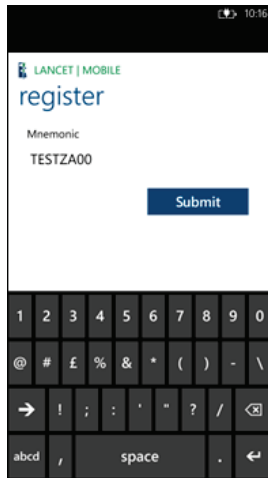 10:16
LANCET | MOBILE
register
Mnemonic
TESTZA00
Submit
1 2 3 4 5 6 7 8 9 0
@ # £ % & * ( ) - \
→ ! ; : ' " ? /
abcd , space . ↵